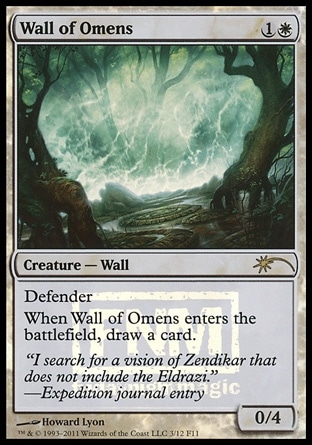 Wall of Omens 1
Creature — Wall
Defender
When Wall of Omens enters the
battlefield, draw a card.
"I search for a vision of Zendikar that
does not include the Eldrazi."
—Expedition journal entry
FNM
magic
Howard Lyon
™ & © 1993-2011 Wizards of the Coast LLC 3/12 F11
0/4